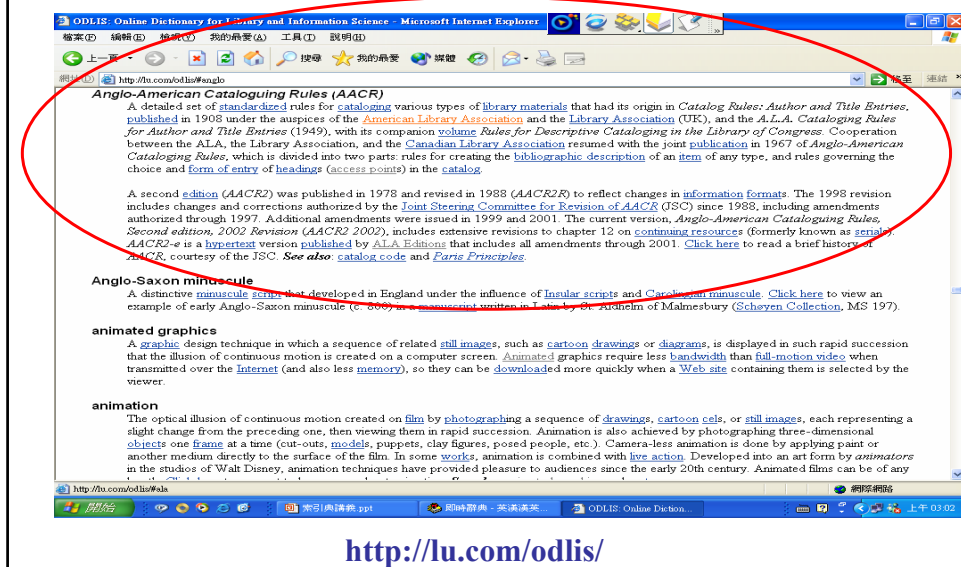 ODLIS: Online Dictionary for Library and Information Science - Microsoft Internet Explorer
檔案(F) 編輯(E) 檢視(V) 我的最愛(A) 工具(T) 說明(H)
上一頁 搜尋 我的最愛 媒體
網址(D) http://lu.com/odlis/#anglo 移至 連結 »
Anglo-American Cataloguing Rules (AACR)
A detailed set of standardized rules for cataloging various types of library materials that had its origin in Catalog Rules: Author and Title Entries,
published in 1908 under the auspices of the American Library Association and the Library Association (UK), and the A.L.A. Cataloging Rules
for Author and Title Entries (1949), with its companion volume Rules for Descriptive Cataloging in the Library of Congress. Cooperation
between the ALA, the Library Association, and the Canadian Library Association resumed with the joint publication in 1967 of Anglo-American
Cataloging Rules, which is divided into two parts: rules for creating the bibliographic description of an item of any type, and rules governing the
choice and form of entry of headings (access points) in the catalog.
A second edition (AACR2) was published in 1978 and revised in 1988 (AACR2R) to reflect changes in information formats. The 1998 revision
includes changes and corrections authorized by the Joint Steering Committee for Revision of AACR (JSC) since 1988, including amendments
authorized through 1997. Additional amendments were issued in 1999 and 2001. The current version, Anglo-American Cataloguing Rules,
Second edition, 2002 Revision (AACR2 2002), includes extensive revisions to chapter 12 on continuing resources (formerly known as serials).
AACR2-e is a hypertext version published by ALA Editions that includes all amendments through 2001. Click here to read a brief history of
AACR, courtesy of the JSC. See also: catalog code and Paris Principles.
Anglo-Saxon minuscule
A distinctive minuscule script that developed in England under the influence of Insular scripts and Carolingian minuscule. Click here to view an
example of early Anglo-Saxon minuscule (c. 800) in a manuscript written in Latin by St. Aldhelm of Malmesbury (Schøyen Collection, MS 197).
animated graphics
A graphic design technique in which a sequence of related still images, such as cartoon drawings or diagrams, is displayed in such rapid succession
that the illusion of continuous motion is created on a computer screen. Animated graphics require less bandwidth than full-motion video when
transmitted over the Internet (and also less memory), so they can be downloaded more quickly when a Web site containing them is selected by the
viewer.
animation
The optical illusion of continuous motion created on film by photographing a sequence of drawings, cartoon cels, or still images, each representing a
slight change from the preceding one, then viewing them in rapid succession. Animation is also achieved by photographing three-dimensional
objects one frame at a time (cut-outs, models, puppets, clay figures, posed people, etc.). Camera-less animation is done by applying paint or
another medium directly to the surface of the film. In some works, animation is combined with live action. Developed into an art form by animators
in the studios of Walt Disney, animation techniques have provided pleasure to audiences since the early 20th century. Animated films can be of any
http://lu.com/odlis/#ala 網際網路
開始 索引典講義.ppt 即時辭典 - 英漢漢英... ODLIS: Online Diction... 上午 03:02
http://lu.com/odlis/